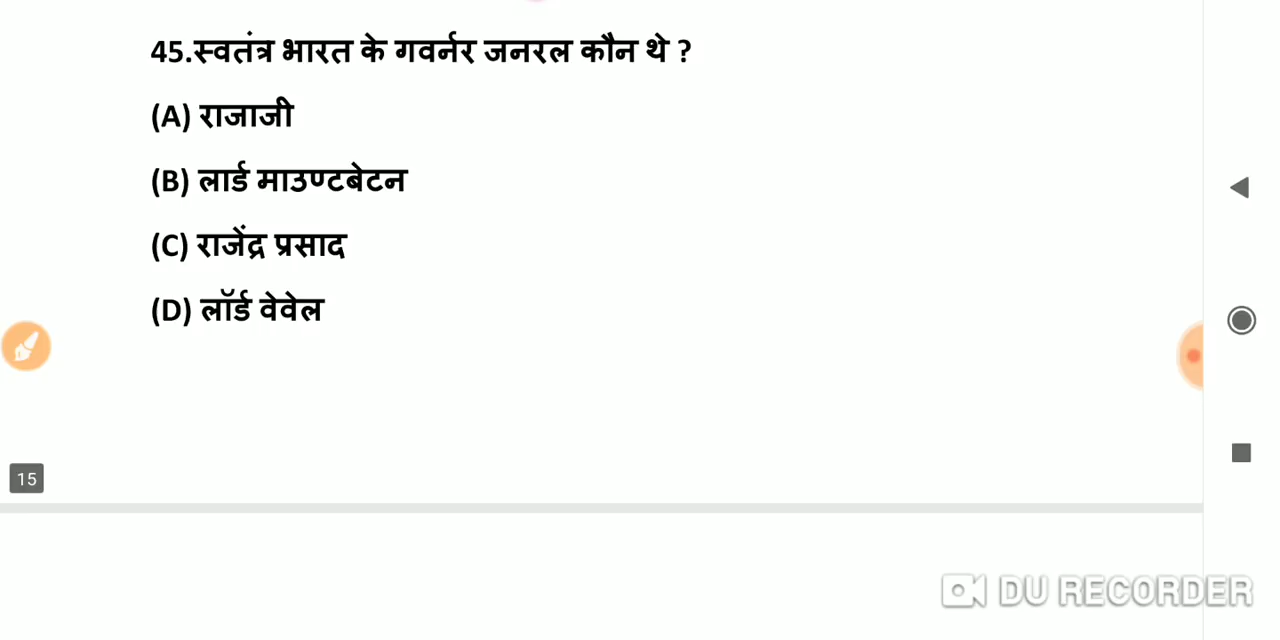 45.स्वतंत्र भारत के गवर्नर जनरल कौन थे ?
(A) राजाजी
(B) लार्ड माउण्टबेटन
(C) राजेंद्र प्रसाद
(D) लॉर्ड वेवेल
15
DU RECORDER